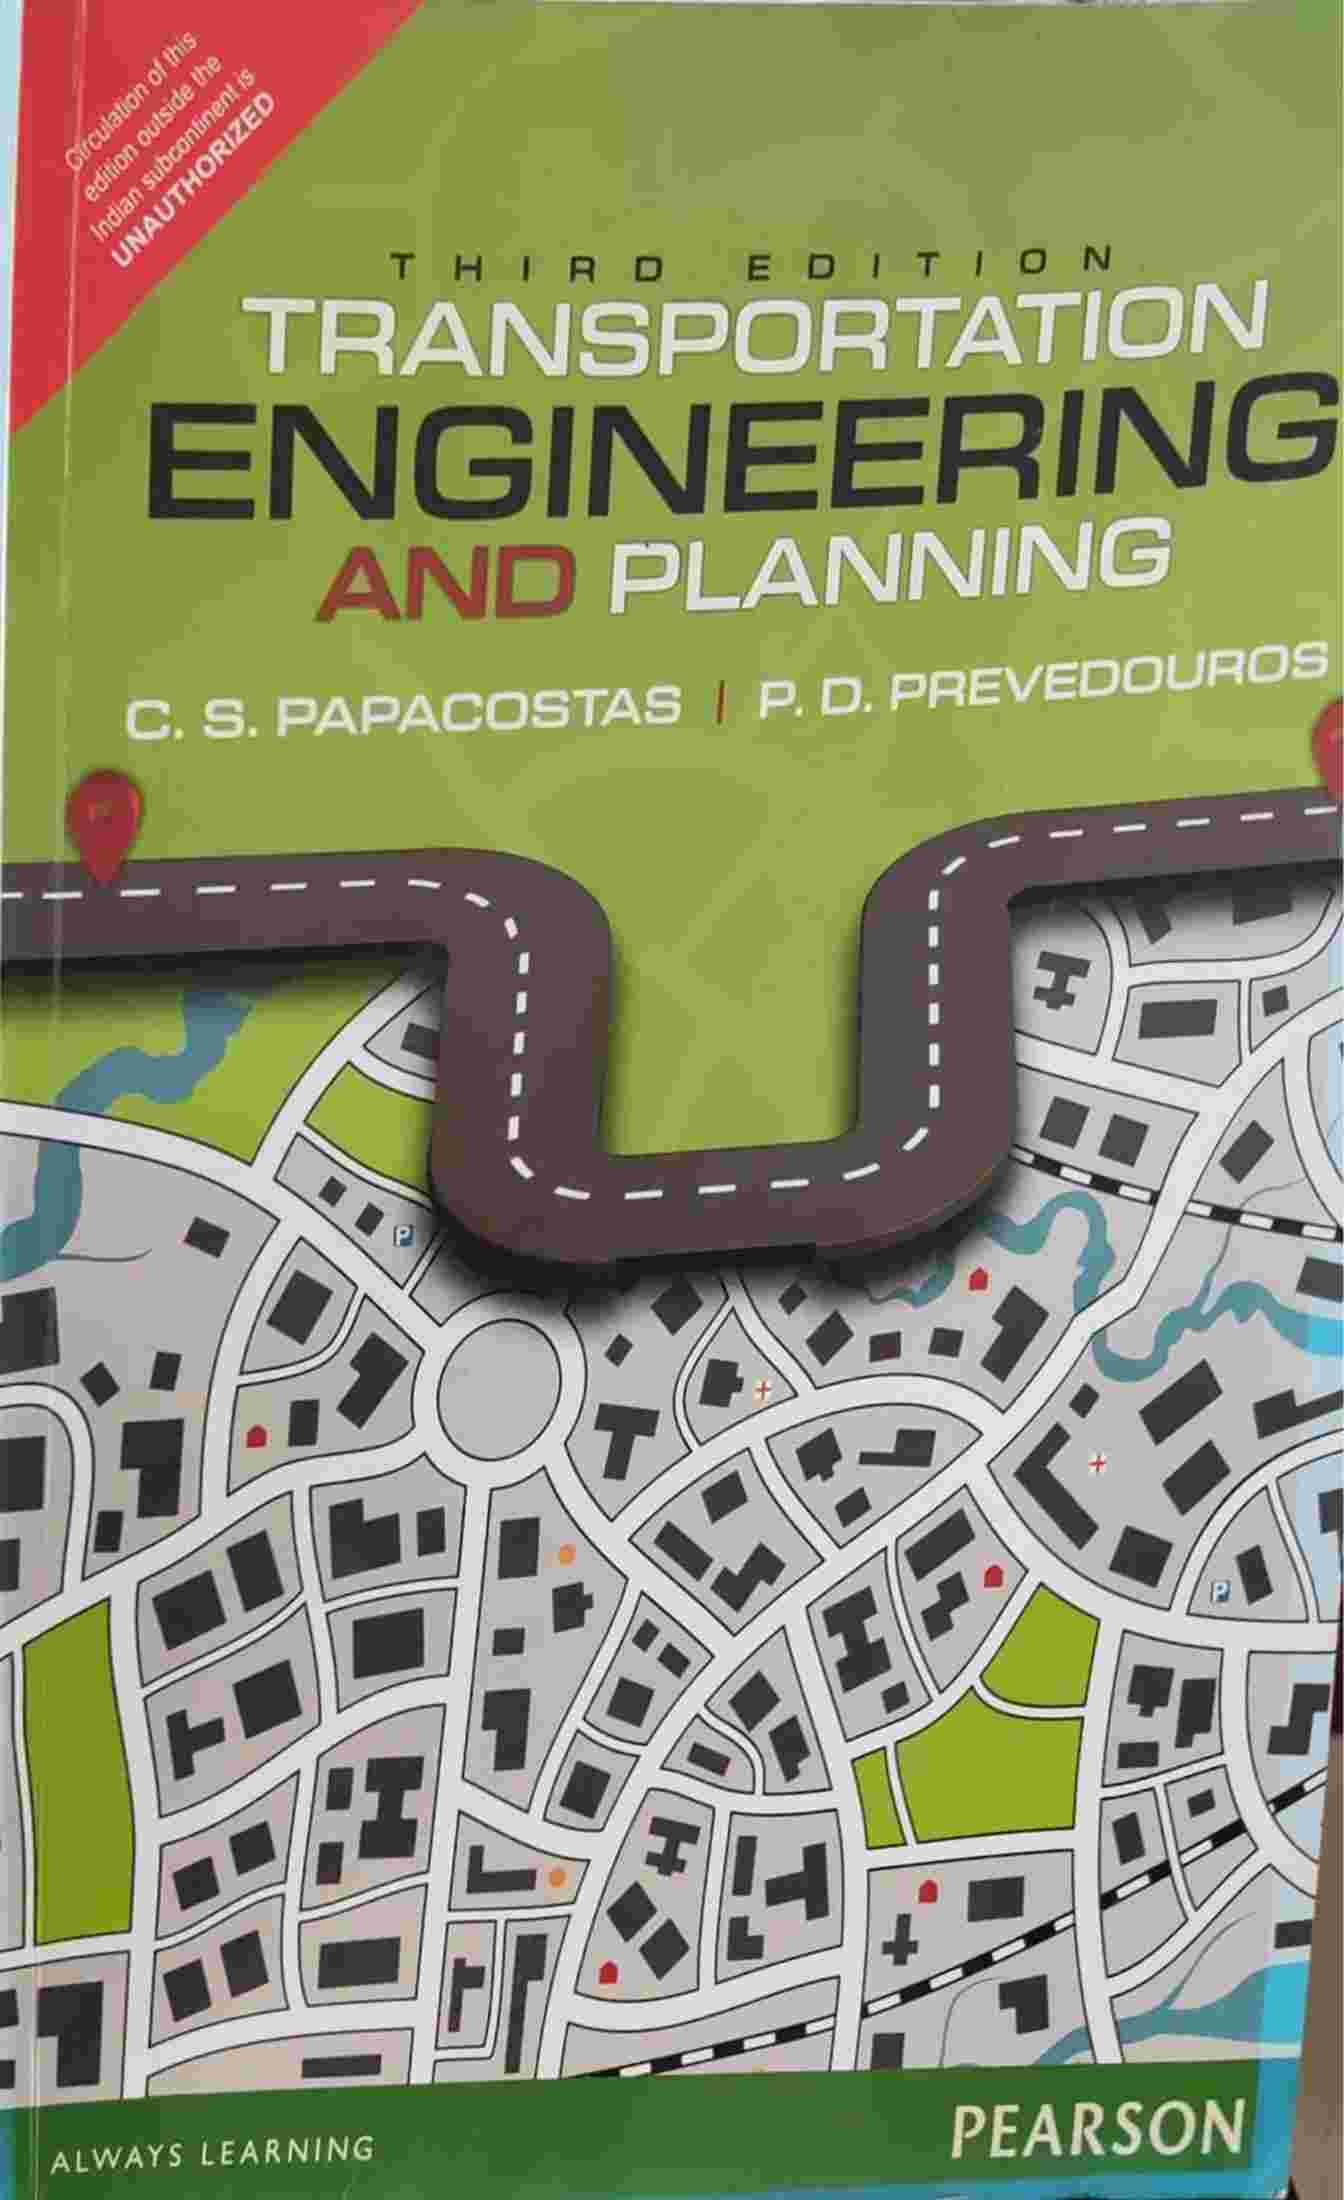 Circulation of this
edition outside the
Indian subcontinent is
UNAUTHORIZED
THIRD EDITION
TRANSPORTATION
ENGINEERING
AND PLANNING
C. S. PAPACOSTAS | P. D. PREVEDOUROS
P
P
ALWAYS LEARNING
PEARSON